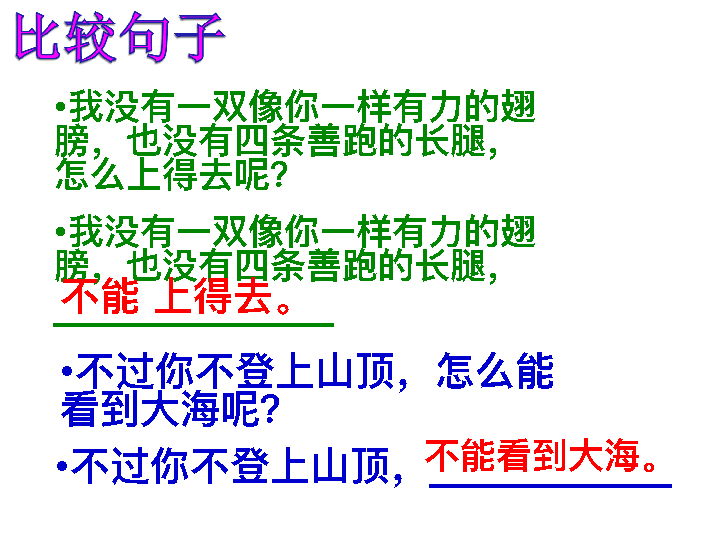 比较句子
•我没有一双像你一样有力的翅
膀，也没有四条善跑的长腿，
怎么上得去呢？
•我没有一双像你一样有力的翅
膀，也没有四条善跑的长腿，
不能 上得去。
•不过你不登上山顶，怎么能
看到大海呢？
•不过你不登上山顶，不能看到大海。